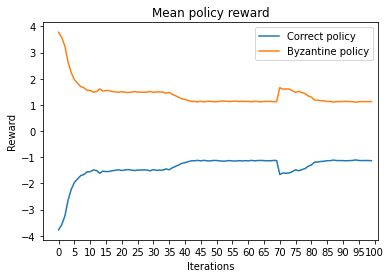 Mean policy reward
Correct policy
Byzantine policy
Reward
4
3
2
1
0
−1
−2
−3
−4
0 5 10 15 20 25 30 35 40 45 50 55 60 65 70 75 80 85 90 95 100
Iterations